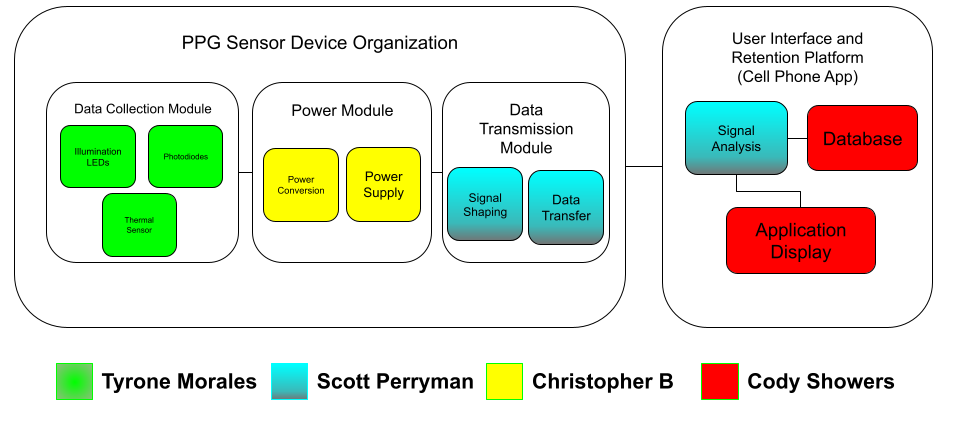 PPG Sensor Device Organization
Data Collection Module
Illumination
LEDs
Photodiodes
Thermal
Sensor
Power Module
Power
Conversion
Power
Supply
Data
Transmission
Module
Signal
Shaping
Data
Transfer
User Interface and
Retention Platform
(Cell Phone App)
Signal
Analysis
Database
Application
Display
Tyrone Morales
Scott Perryman
Christopher B
Cody Showers